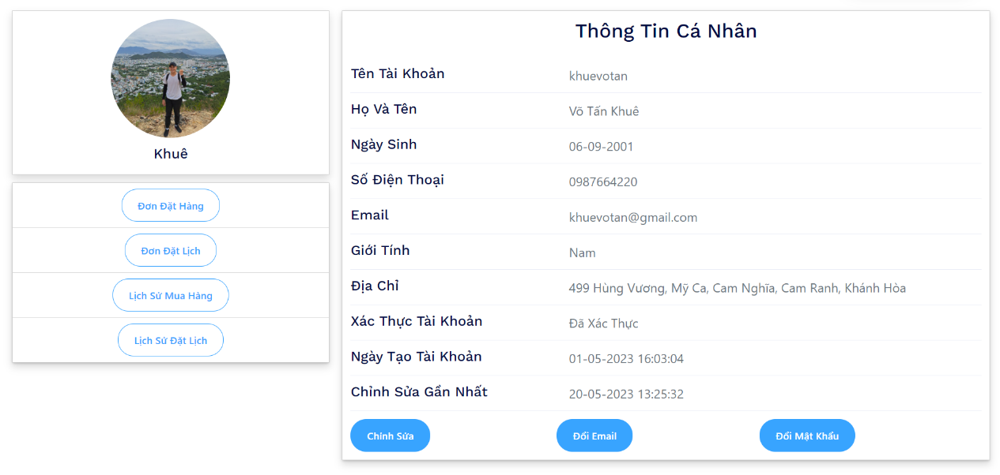 Khuê
Đơn Đặt Hàng
Đơn Đặt Lịch
Lịch Sử Mua Hàng
Lịch Sử Đặt Lịch
Thông Tin Cá Nhân
Tên Tài Khoản khuevotan
Họ Và Tên Võ Tấn Khuê
Ngày Sinh 06-09-2001
Số Điện Thoại 0987664220
Email khuevotan@gmail.com
Giới Tính Nam
Địa Chỉ 499 Hùng Vương, Mỹ Ca, Cam Nghĩa, Cam Ranh, Khánh Hòa
Xác Thực Tài Khoản Đã Xác Thực
Ngày Tạo Tài Khoản 01-05-2023 16:03:04
Chỉnh Sửa Gần Nhất 20-05-2023 13:25:32
Chỉnh Sửa Đổi Email Đổi Mật Khẩu